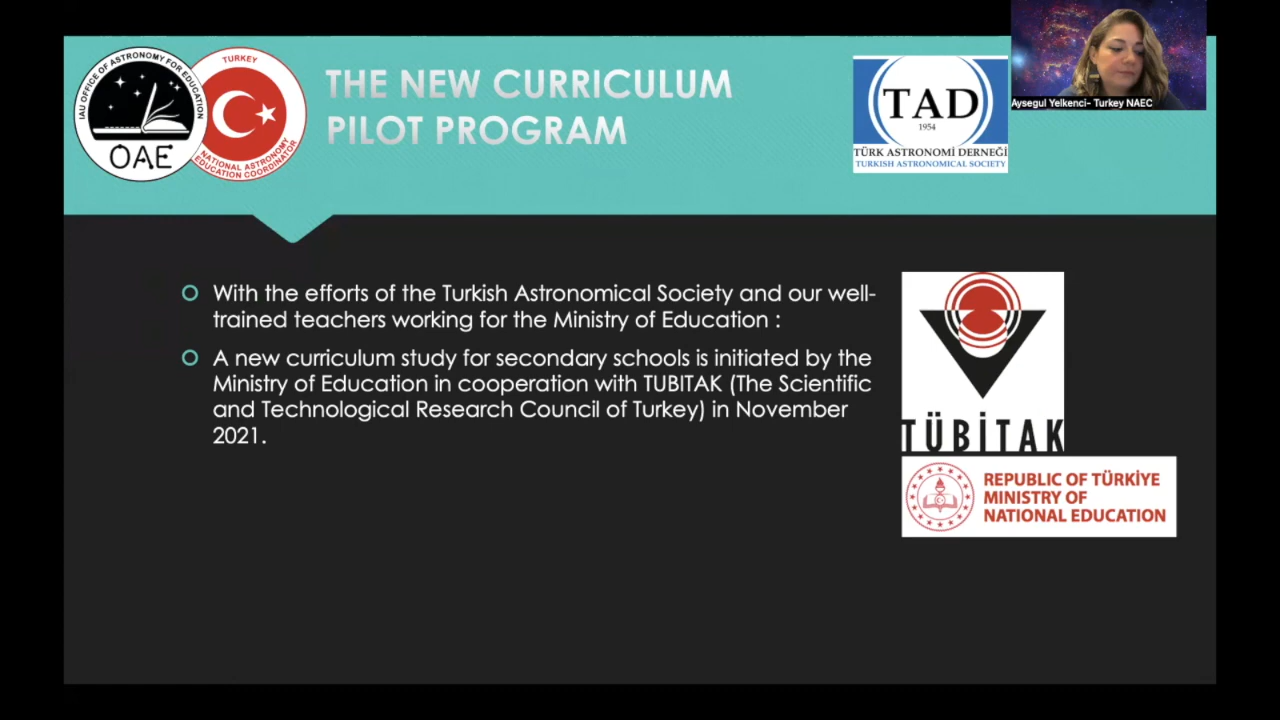 IAU OFFICE OF ASTRONOMY FOR EDUCATION
OAE
TURKEY
NATIONAL ASTRONOMY
EDUCATION COORDINATOR
THE NEW CURRICULUM
PILOT PROGRAM
TAD
1954
TÜRK ASTRONOMİ DERNEĞİ
TURKISH ASTRONOMICAL SOCIETY
Aysegul Yelkenci- Turkey NAEC
With the efforts of the Turkish Astronomical Society and our well-
trained teachers working for the Ministry of Education :
A new curriculum study for secondary schools is initiated by the
Ministry of Education in cooperation with TUBITAK (The Scientific
and Technological Research Council of Turkey) in November
2021.
TÜBİTAK
REPUBLIC OF TÜRKİYE
MINISTRY OF
NATIONAL EDUCATION